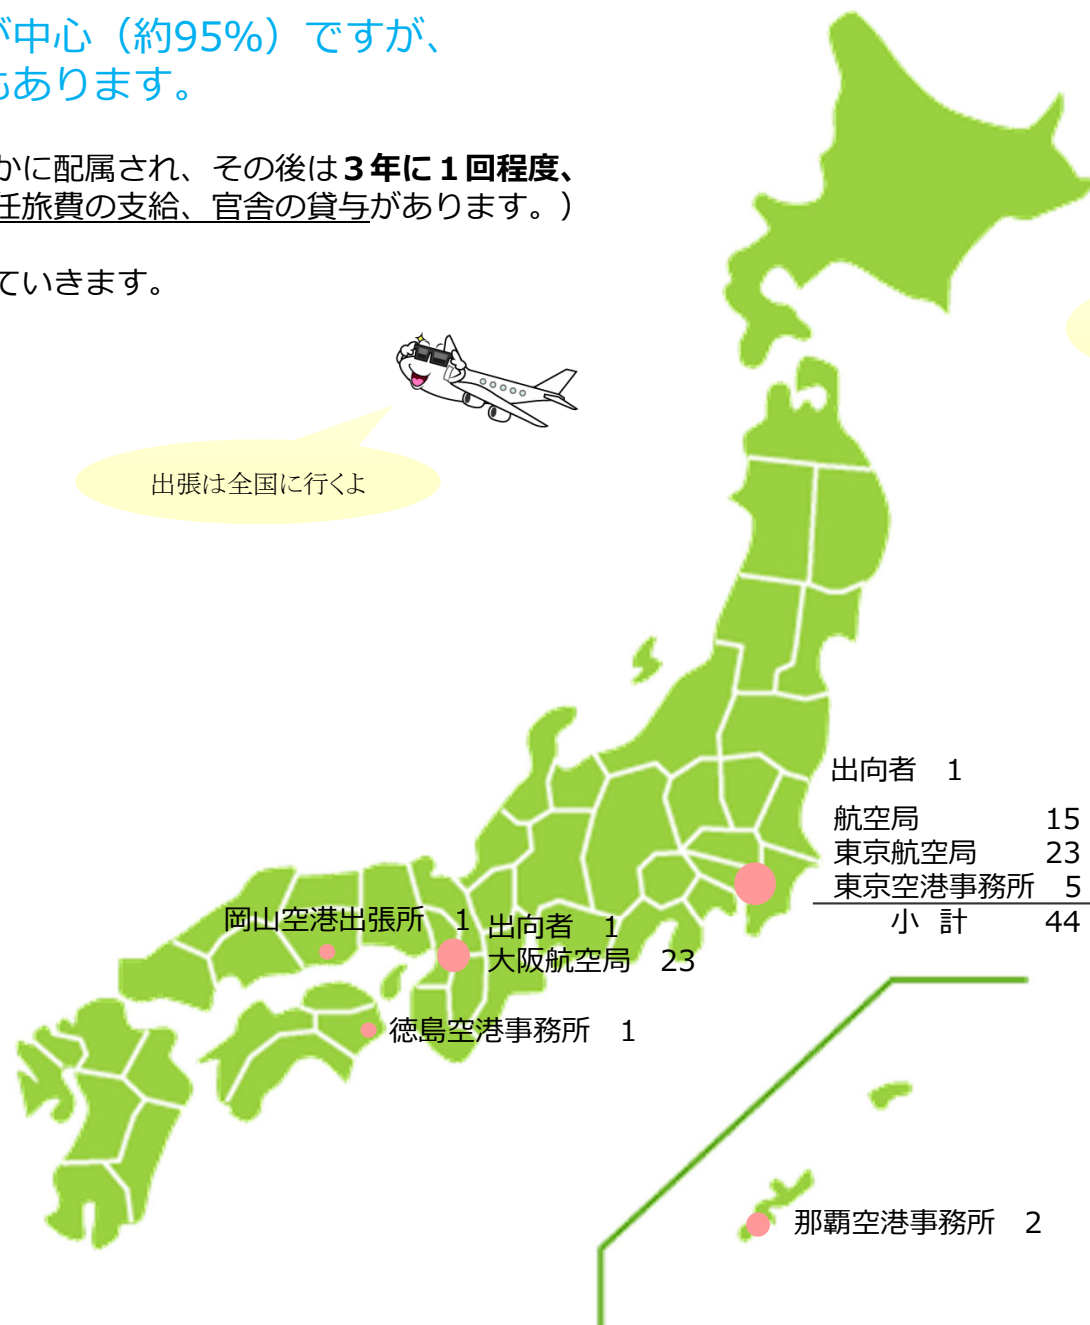 が中心（約95%）ですが、
もあります。
かに配属され、その後は３年に１回程度、
任旅費の支給、官舎の貸与があります。）
ていきます。
出張は全国に行くよ
出向者　1
航空局　15
東京航空局　23
東京空港事務所　5
小 計　44
岡山空港出張所　1
出向者　1
大阪航空局　23
徳島空港事務所　1
那覇空港事務所　2